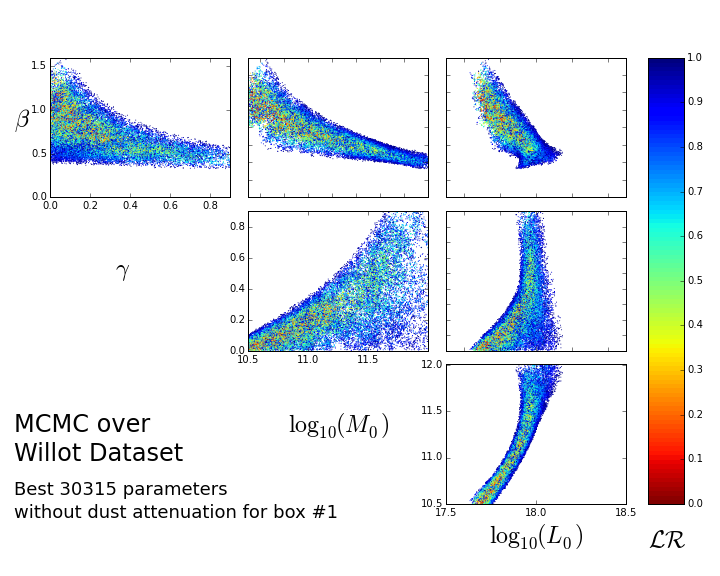 1.5
1.0
0.5
0.0
β
0.0 0.2 0.4 0.6 0.8
γ
0.8
0.6
0.4
0.2
0.0
10.5 11.0 11.5
log₁₀(M₀)
12.0
11.5
11.0
10.5
17.5 18.0 18.5
log₁₀(L₀)
1.0
0.9
0.8
0.7
0.6
0.5
0.4
0.3
0.2
0.1
0.0
ℒℛ
MCMC over
Willot Dataset
Best 30315 parameters
without dust attenuation for box #1